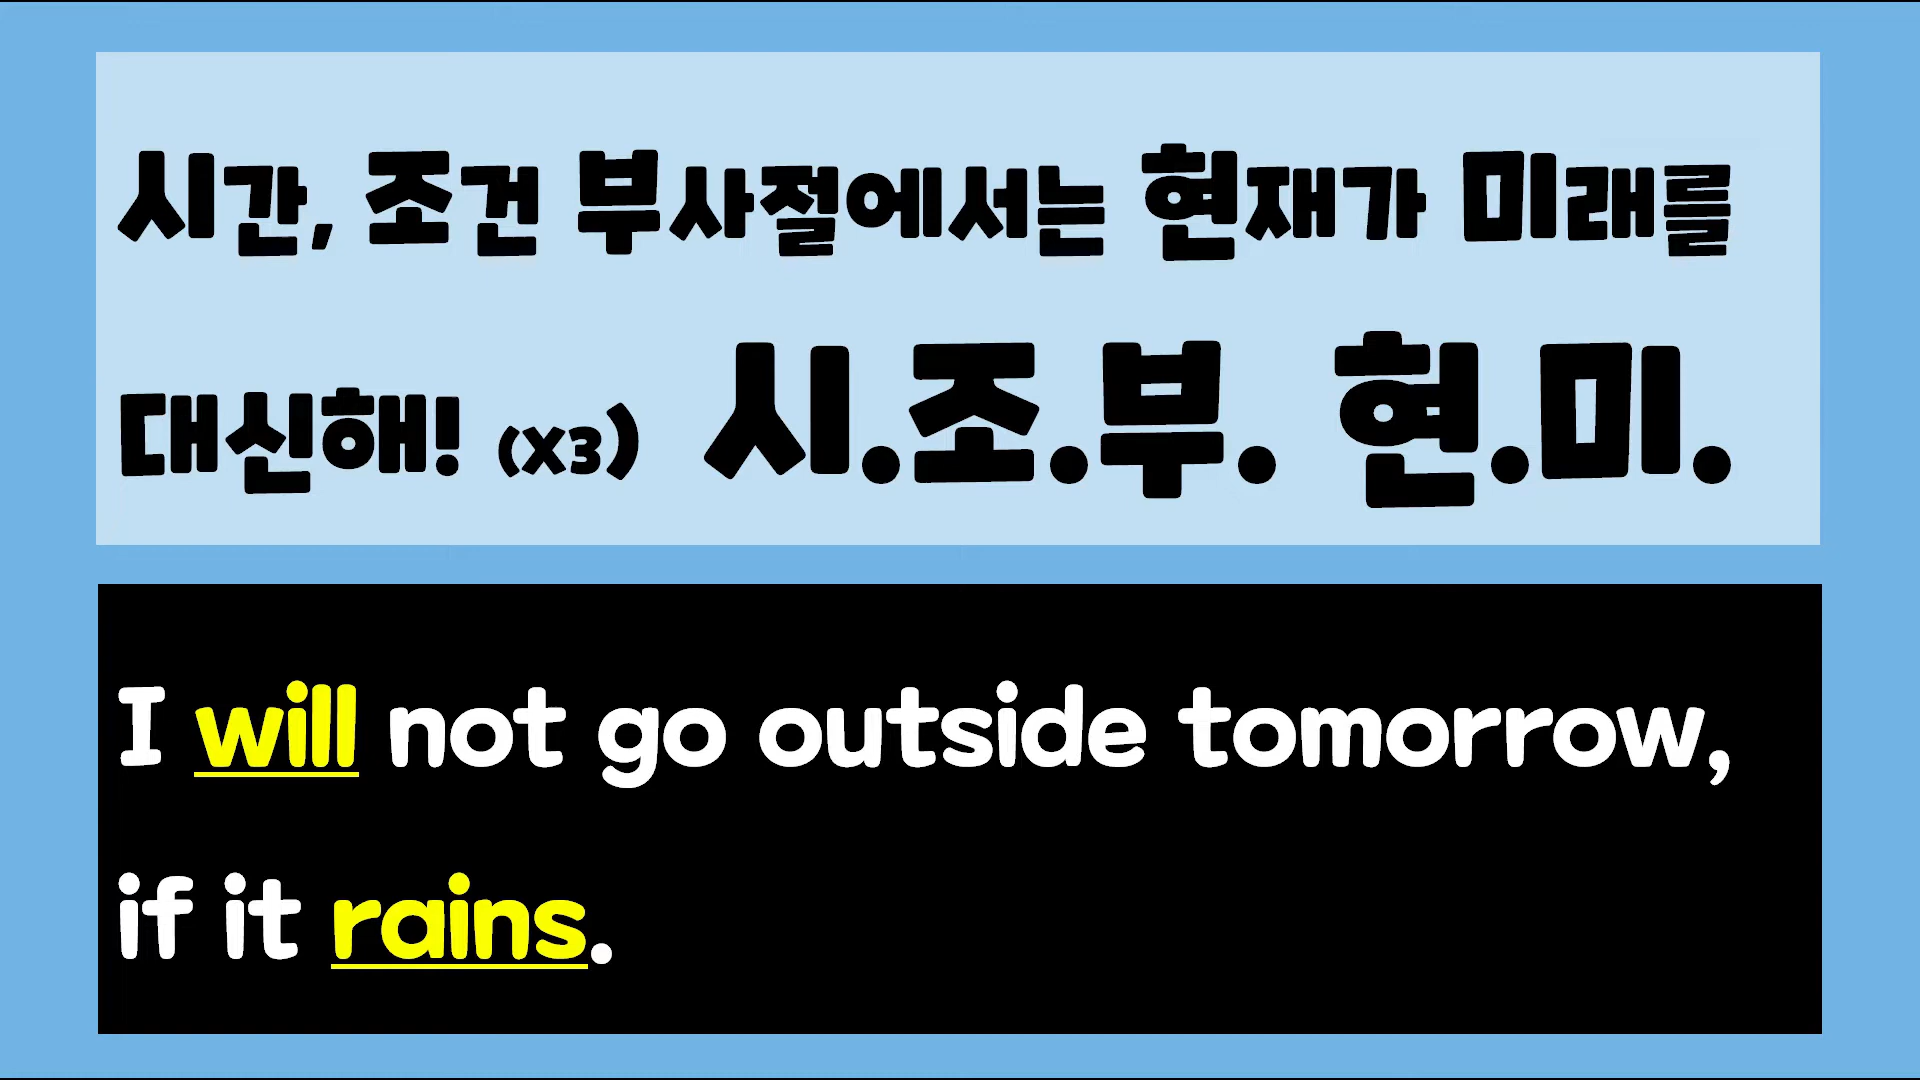 시간, 조건 부사절에서는 현재가 미래를
대신해! (X3) 시.조.부. 현.미.
I will not go outside tomorrow,
if it rains.